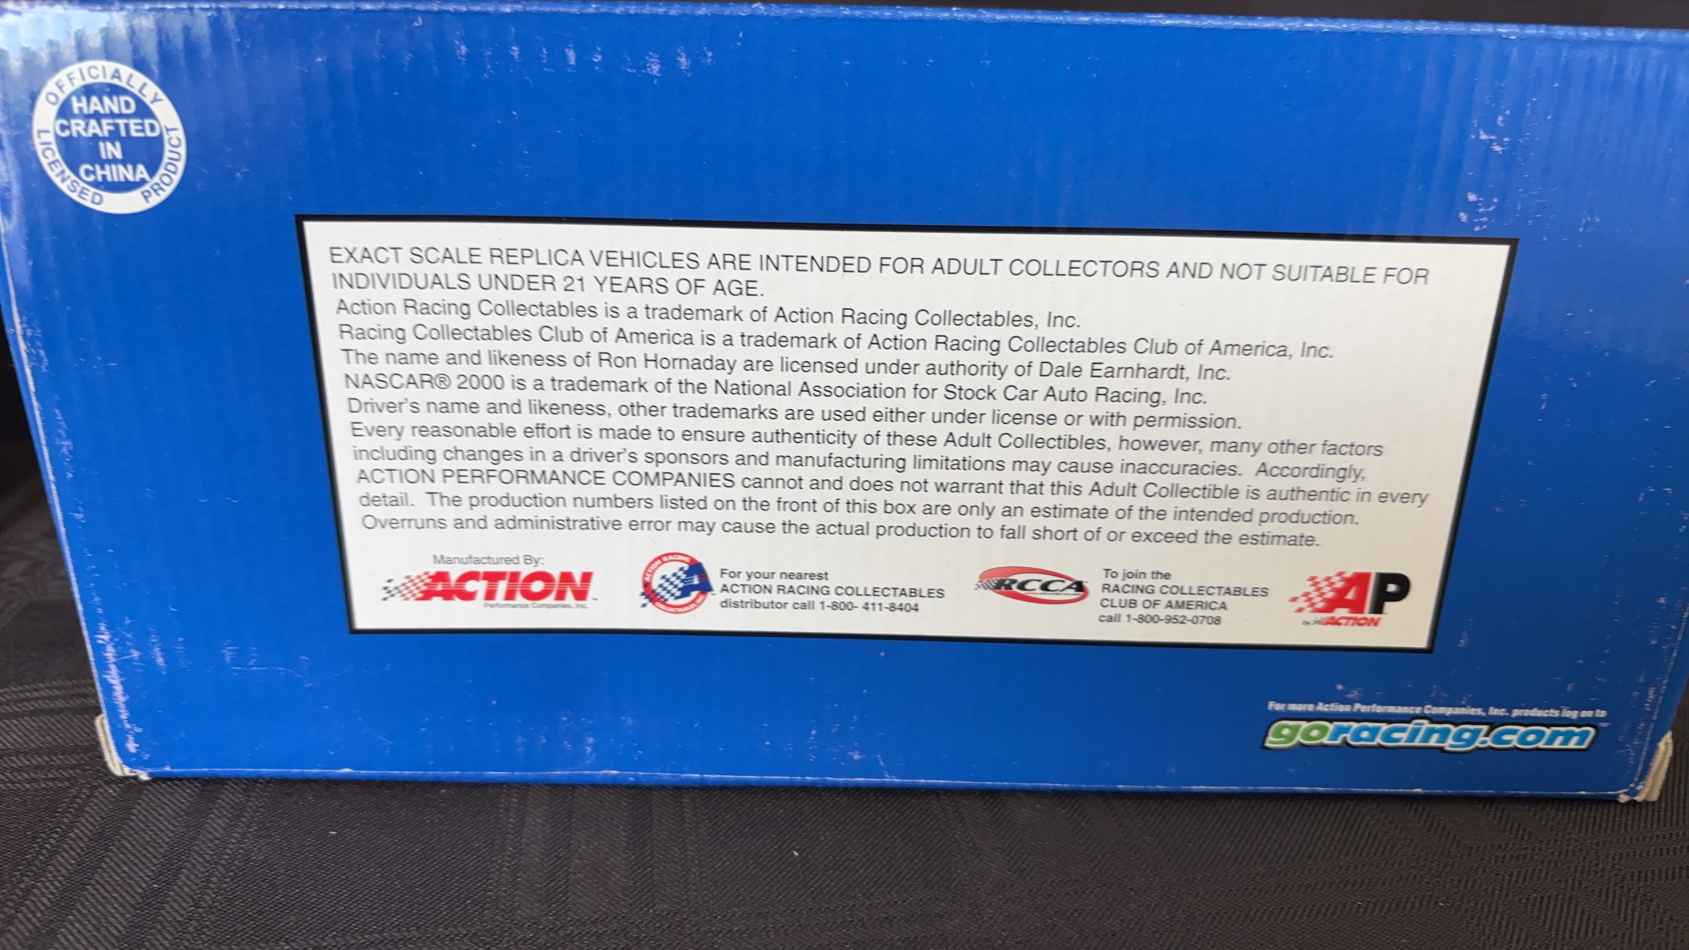 OFFICIALLY
HAND
CRAFTED
IN
CHINA
LICENSED PRODUCT
EXACT SCALE REPLICA VEHICLES ARE INTENDED FOR ADULT COLLECTORS AND NOT SUITABLE FOR
INDIVIDUALS UNDER 21 YEARS OF AGE.
Action Racing Collectables is a trademark of Action Racing Collectables, Inc.
Racing Collectables Club of America is a trademark of Action Racing Collectables Club of America, Inc.
The name and likeness of Ron Hornaday are licensed under authority of Dale Earnhardt, Inc.
NASCAR® 2000 is a trademark of the National Association for Stock Car Auto Racing, Inc.
Driver's name and likeness, other trademarks are used either under license or with permission.
Every reasonable effort is made to ensure authenticity of these Adult Collectibles, however, many other factors
including changes in a driver's sponsors and manufacturing limitations may cause inaccuracies. Accordingly,
ACTION PERFORMANCE COMPANIES cannot and does not warrant that this Adult Collectible is authentic in every
detail. The production numbers listed on the front of this box are only an estimate of the intended production.
Overruns and administrative error may cause the actual production to fall short of or exceed the estimate.
Manufactured By:
ACTION
Performance Companies, Inc.
ACTION RACING
A
For your nearest
ACTION RACING COLLECTABLES
distributor call 1-800- 411-8404
RCCA
To join the
RACING COLLECTABLES
CLUB OF AMERICA
call 1-800-952-0708
AP
by ACTION
For more Action Performance Companies, Inc. products log on to
goracing.com